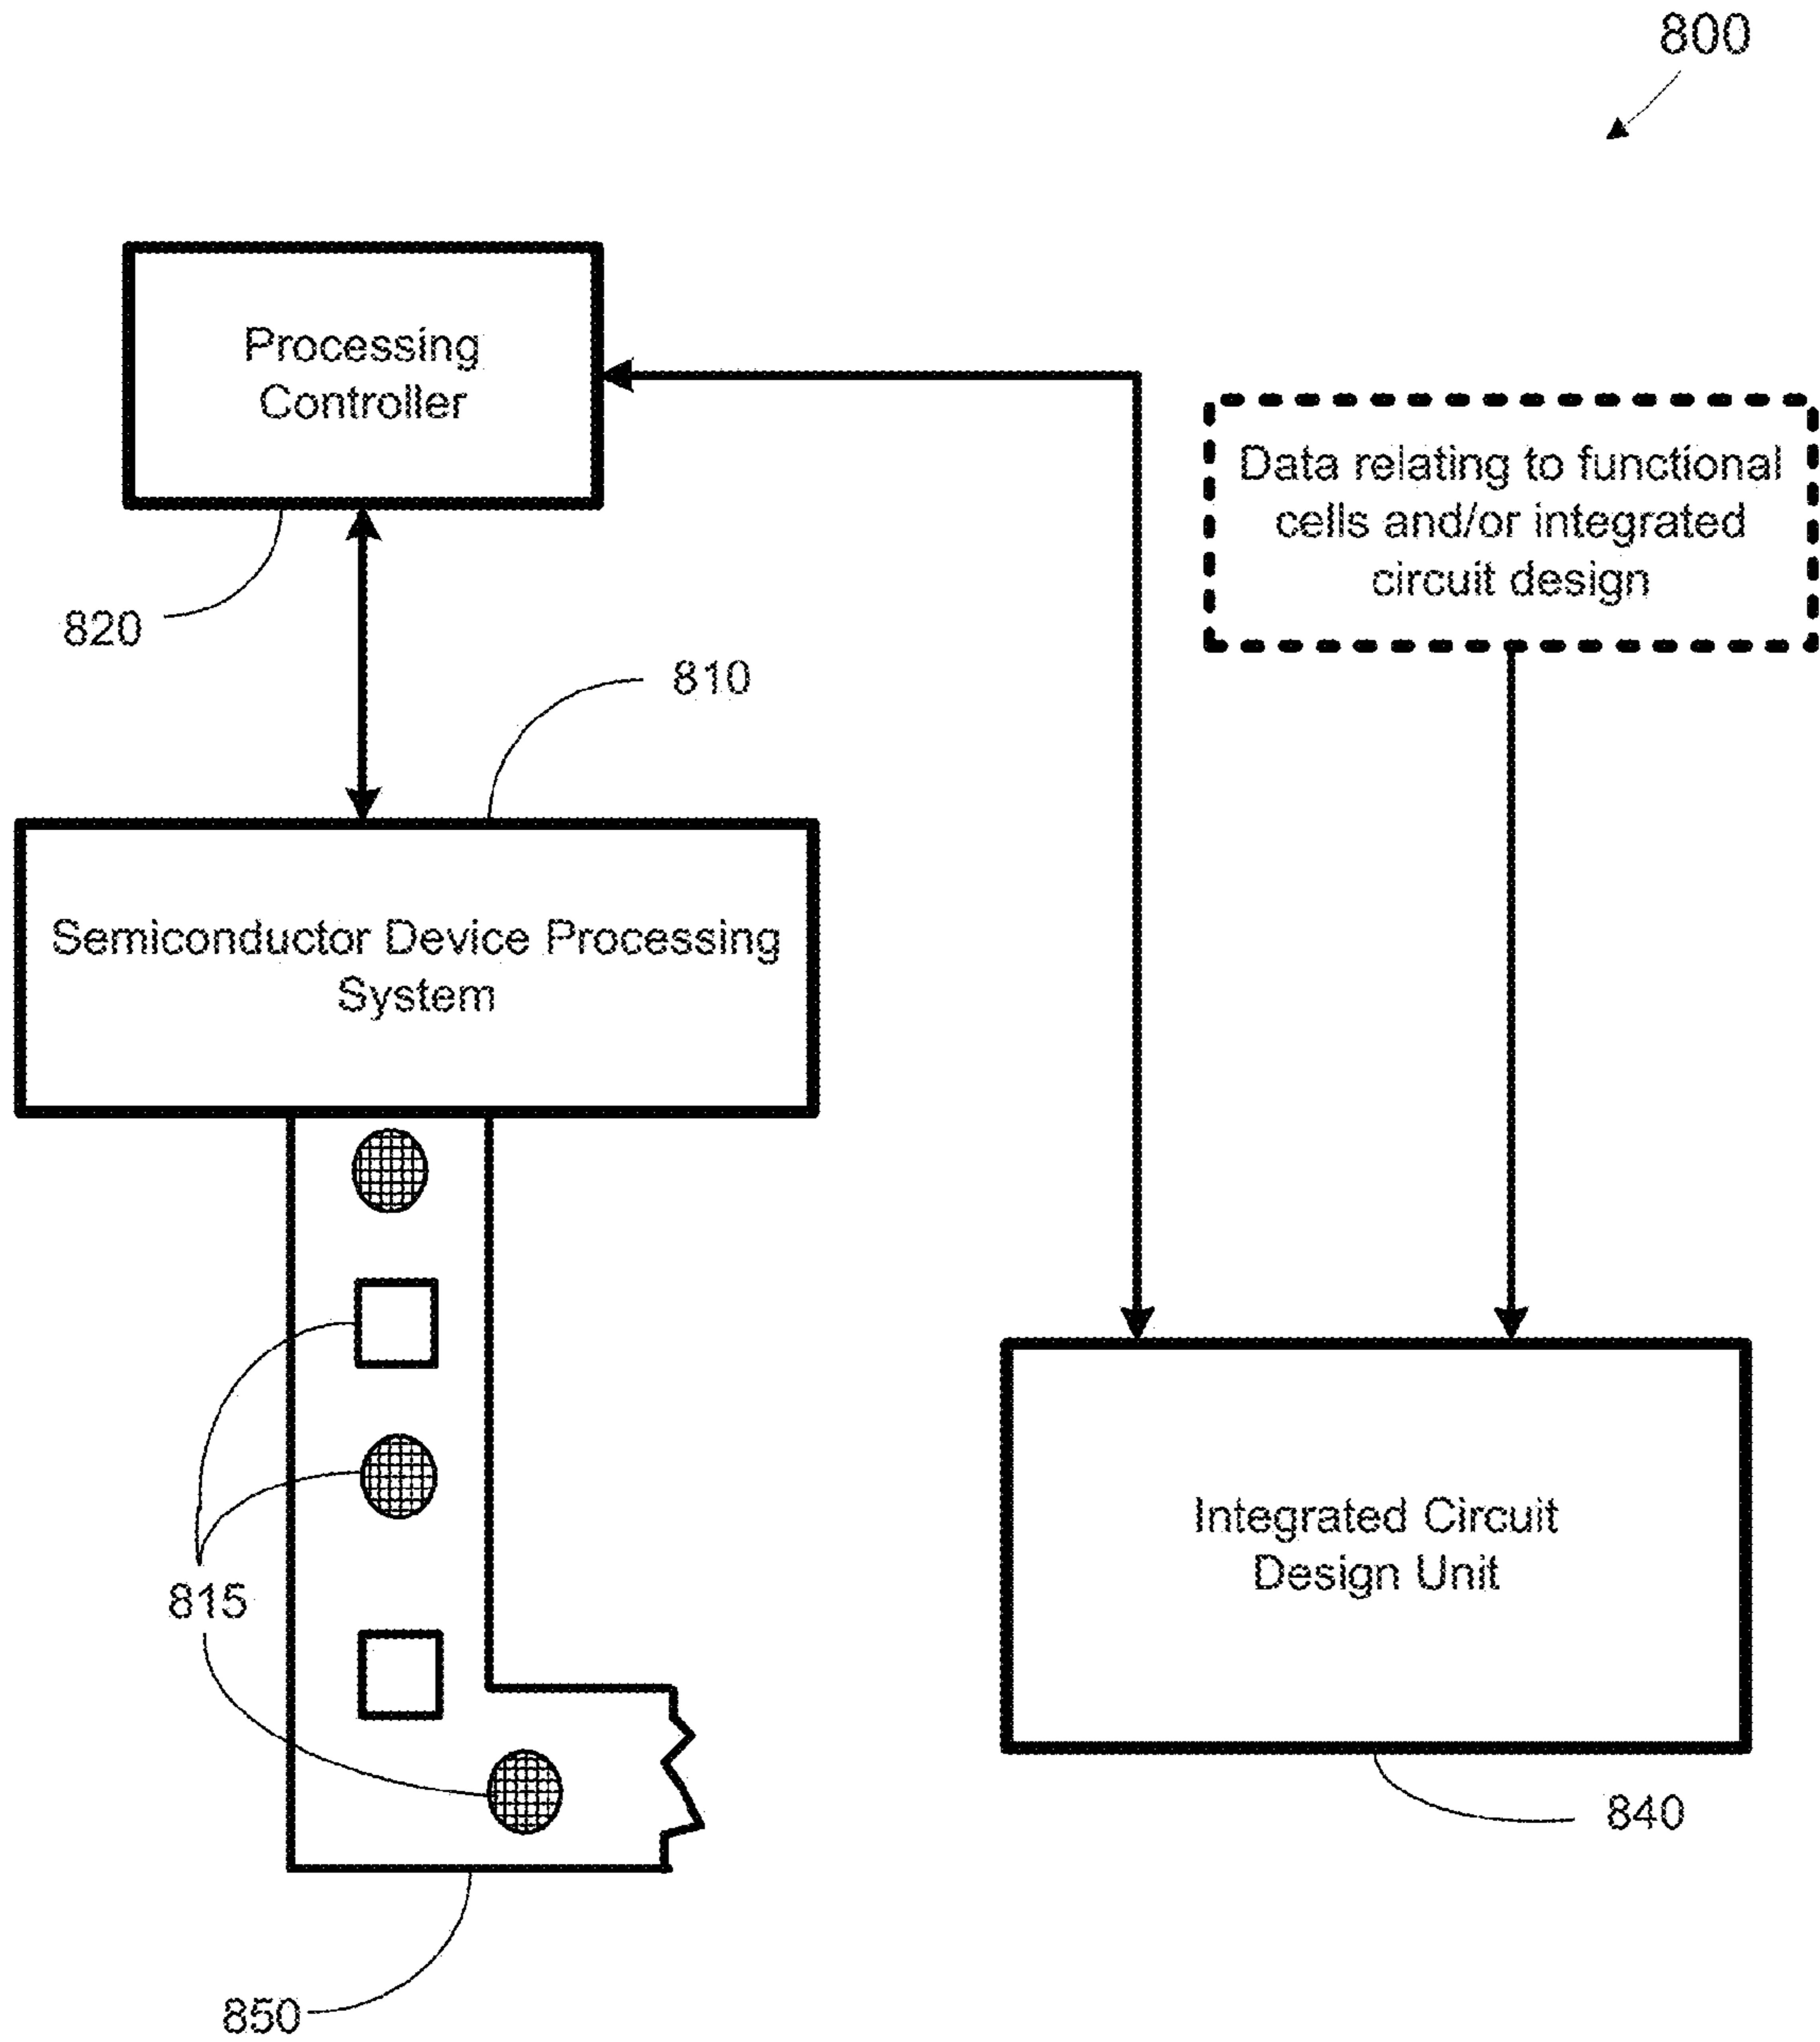 800
Processing
Controller
Data relating to functional
cells and/or integrated
circuit design
820
810
Semiconductor Device Processing
System
Integrated Circuit
Design Unit
815
840
850